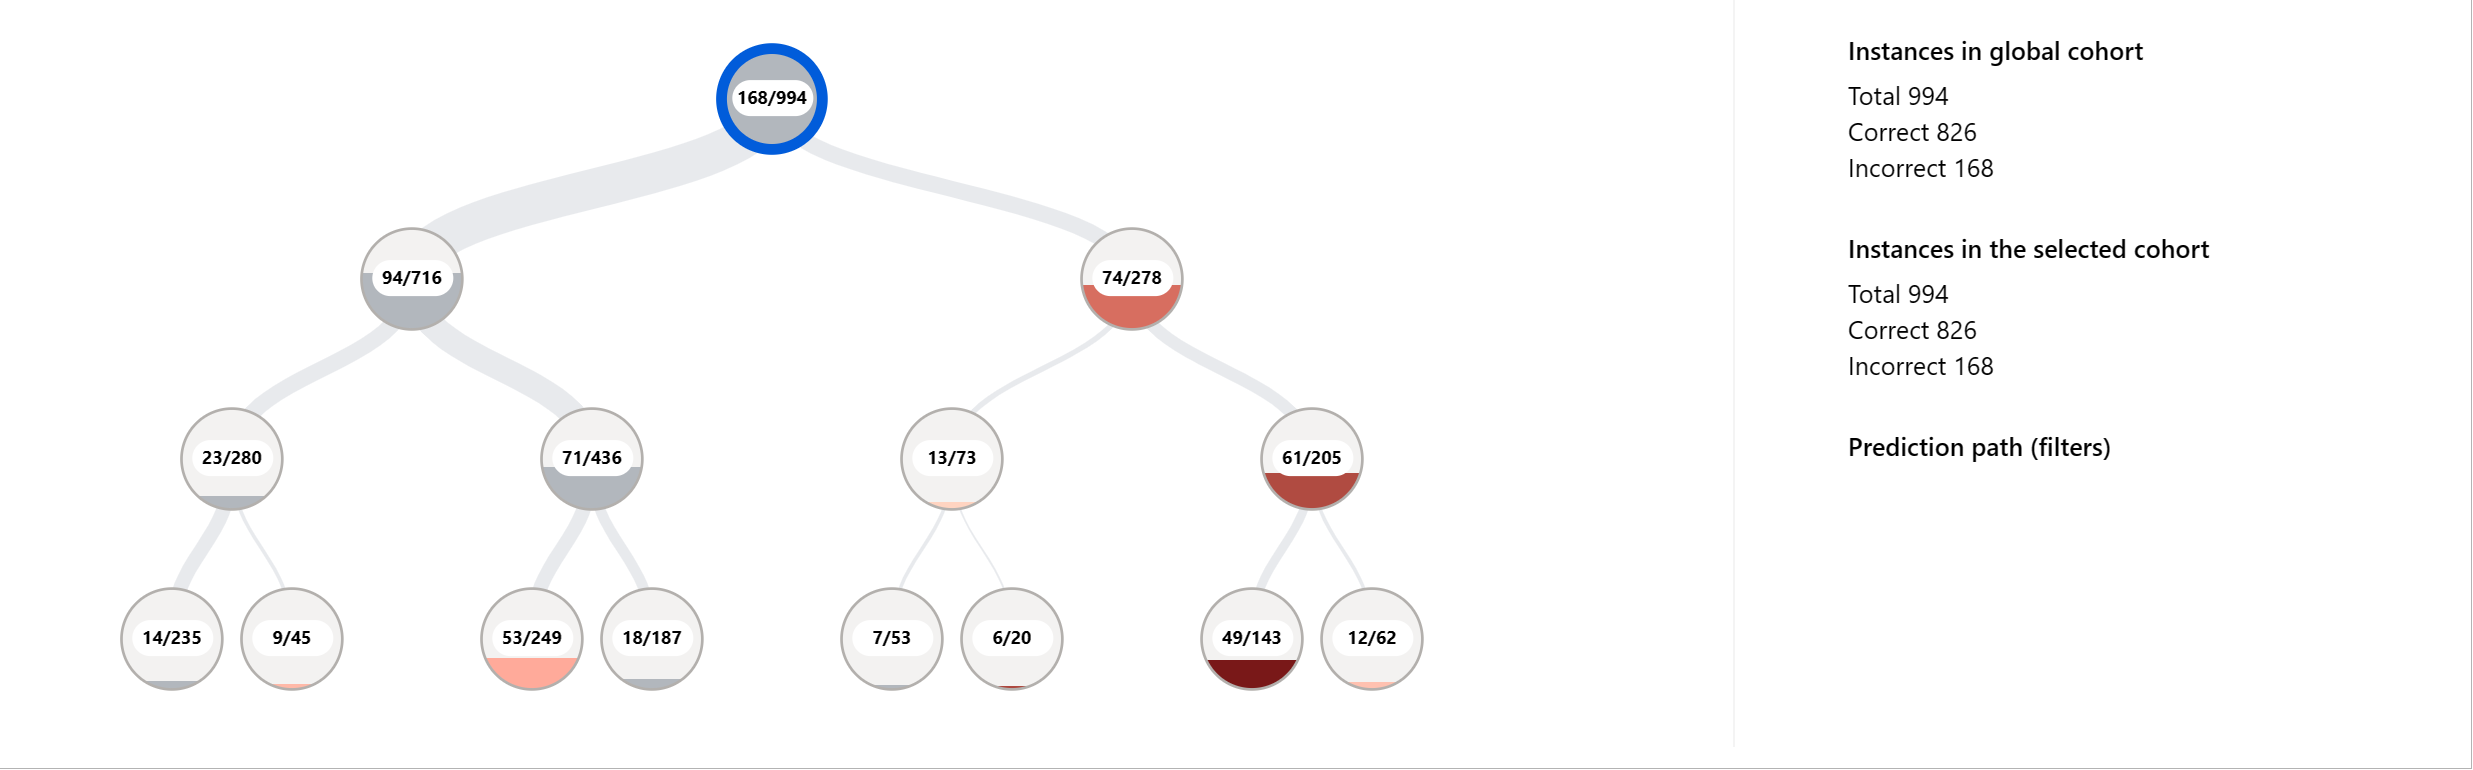 168/994
94/716
74/278
23/280
71/436
13/73
61/205
14/235
9/45
53/249
18/187
7/53
6/20
49/143
12/62
Instances in global cohort
Total 994
Correct 826
Incorrect 168
Instances in the selected cohort
Total 994
Correct 826
Incorrect 168
Prediction path (filters)